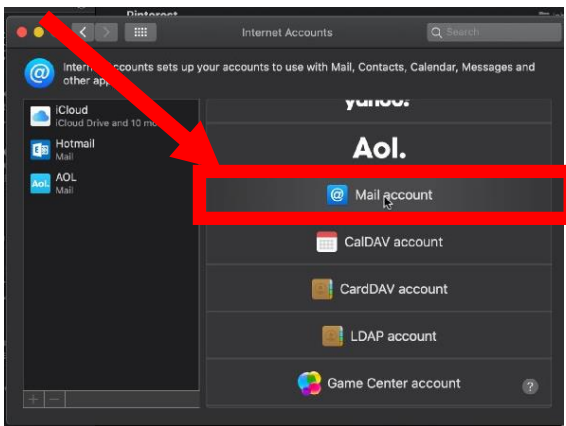 Pinterest
Internet Accounts
Search
Internet Accounts sets up your accounts to use with Mail, Contacts, Calendar, Messages and
other
iCloud
iCloud Drive and 10
yahoo!
Hotmail
Mail
Aol.
Aol.
AOL
Mail
@ Mail account
CalDAV account
CardDAV account
LDAP account
Game Center account
?
+ −